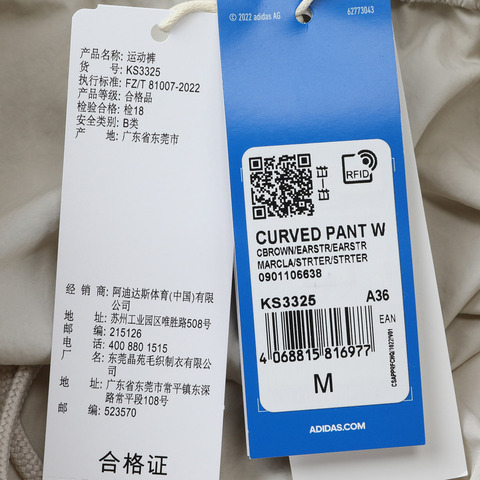 产品名称: 运动裤
货 号: KS3325
执行标准: FZ/T 81007-2022
产品等级: 合格品
检验合格: 检18
安全类别: B类
产 地: 广东省东莞市
经 销 商: 阿迪达斯体育(中国)有限公司
地 址: 苏州工业园区唯胜路508号
邮 编: 215126
电 话: 400 880 1515
厂 名: 东莞晶苑毛织制衣有限公司
地 址: 广东省东莞市常平镇东深路常平段108号
邮 编: 523570
合格证
©2022 adidas AG
62773043
RFID
CURVED PANT W
CBROWN/EARSTR/EARSTR
MARCLA/STRTER/STRTER
0901106638
KS3325 A36
EAN
4 068815 816977
M
ADIDAS.COM